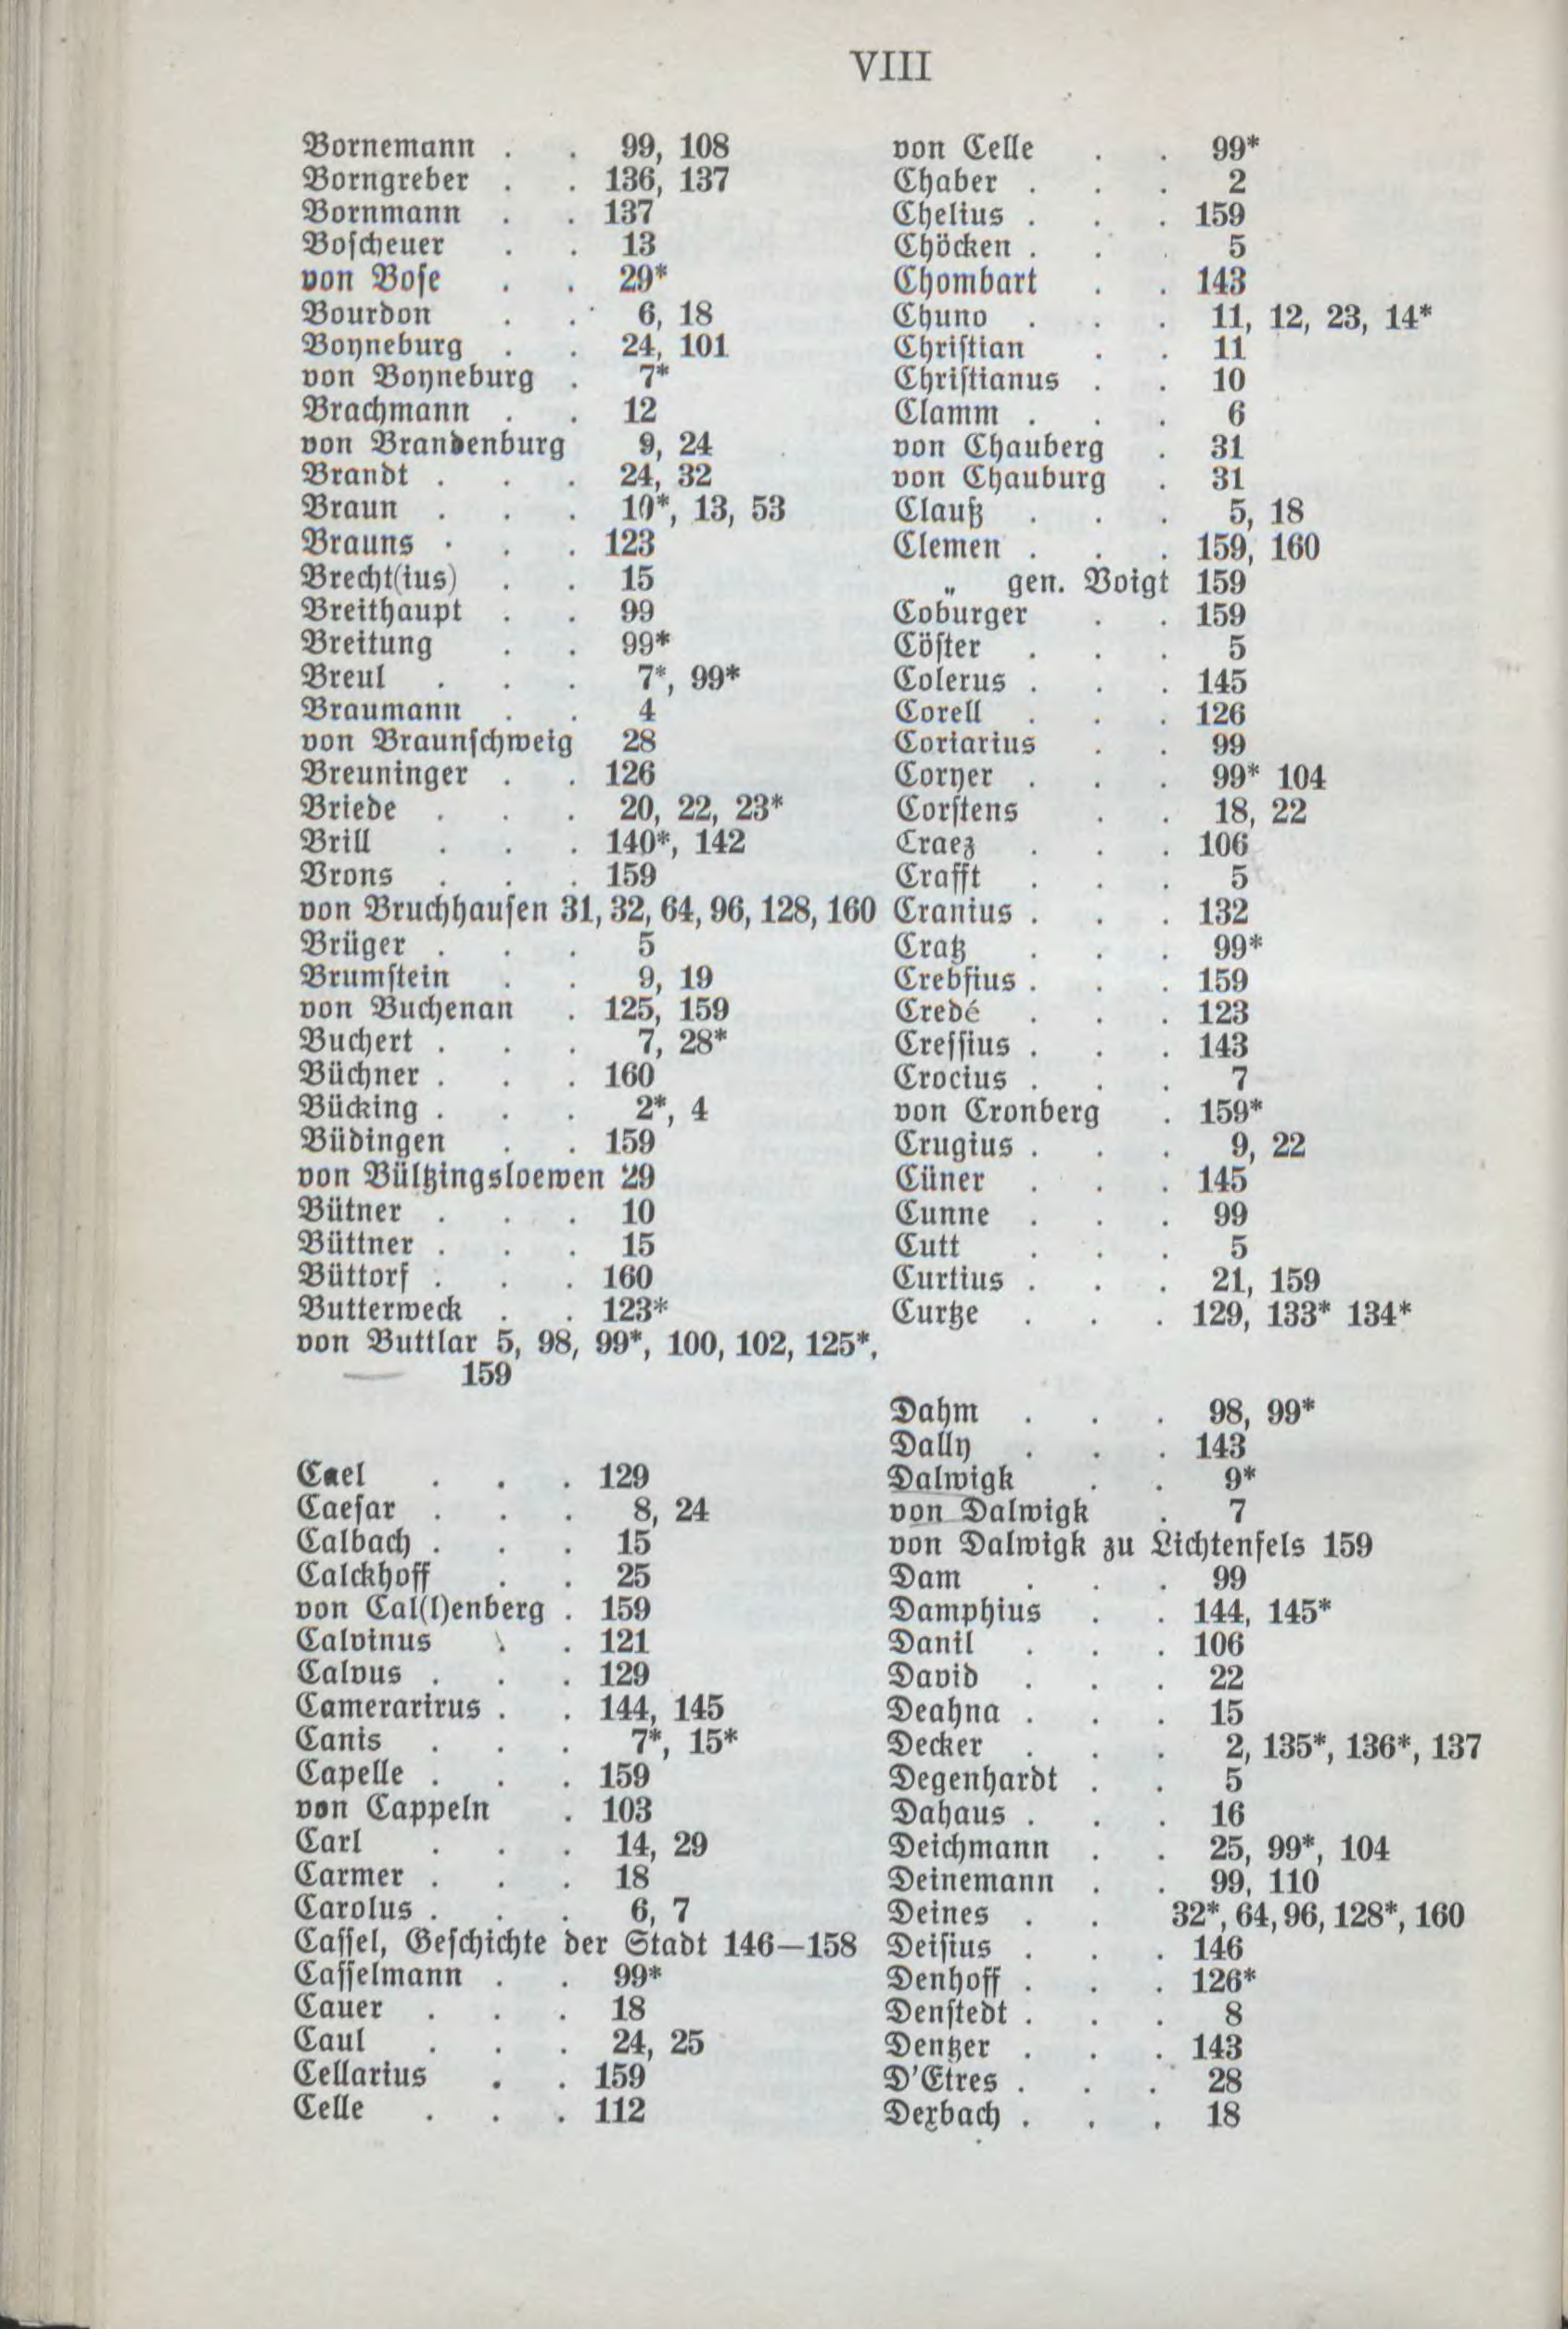 VIII
Bornemann . . 99, 108
Borngreber . . 136, 137
Bornmann . . 137
Boscheuer . . 13
von Bose . . 29*
Bourdon . . 6, 18
Boyneburg . . 24, 101
von Boyneburg . 7*
Brachmann . . 12
von Brandenburg 9, 24
Brandt . . . 24, 32
Braun . . . 10*, 13, 53
Brauns . . . 123
Brecht(ius) . . 15
Breithaupt . . 99
Breitung . . 99*
Breul . . . 7*, 99*
Braumann . . 4
von Braunschweig 28
Breuninger . . 126
Briede . . . 20, 22, 23*
Brill . . . 140*, 142
Brons . . . 159
von Bruchhausen 31, 32, 64, 96, 128, 160
Brüger . . . 5
Brumstein . . 9, 19
von Buchenan . 125, 159
Buchert . . . 7, 28*
Büchner . . . 160
Bücking . . . 2*, 4
Büdingen . . 159
von Bültzingsloewen 29
Bütner . . . 10
Büttner . . . 15
Büttorf . . . 160
Butterweck . . 123*
von Buttlar 5, 98, 99*, 100, 102, 125*,
159
Cael . . . 129
Caesar . . . 8, 24
Calbach . . . 15
Calckhoff . . 25
von Cal(l)enberg . 159
Calvinus . . 121
Calvus . . . 129
Camerarirus . . 144, 145
Canis . . . 7*, 15*
Capelle . . . 159
von Cappeln . 103
Carl . . . 14, 29
Carmer . . . 18
Carolus . . . 6, 7
Cassel, Geschichte der Stadt 146—158
Casselmann . . 99*
Cauer . . . 18
Caul . . . 24, 25
Cellarius . . 159
Celle . . . 112
von Celle . . 99*
Chaber . . . 2
Chelius . . . 159
Chöcken . . . 5
Chombart . . 143
Chuno . . . 11, 12, 23, 14*
Christian . . 11
Christianus . . 10
Clamm . . . 6
von Chauberg . 31
von Chauburg . 31
Clauß . . . 5, 18
Clemen . . . 159, 160
„ gen. Voigt 159
Coburger . . 159
Cöster . . . 5
Colerus . . . 145
Corell . . . 126
Coriarius . . 99
Coryer . . . 99* 104
Corstens . . 18, 22
Craez . . . 106
Crafft . . . 5
Cranius . . . 132
Cratz . . . 99*
Crebsius . . . 159
Credé . . . 123
Cressius . . . 143
Crocius . . . 7
von Cronberg . 159*
Crugius . . . 9, 22
Cüner . . . 145
Cunne . . . 99
Cutt . . . 5
Curtius . . . 21, 159
Curtze . . . 129, 133* 134*
Dahm . . . 98, 99*
Dally . . . 143
Dalwigk . . 9*
von Dalwigk . 7
von Dalwigk zu Lichtenfels 159
Dam . . . 99
Damphius . . 144, 145*
Danil . . . 106
David . . . 22
Deahna . . . 15
Decker . . . 2, 135*, 136*, 137
Degenhardt . . 5
Dahaus . . . 16
Deichmann . . 25, 99*, 104
Deinemann . . 99, 110
Deines . . 32*, 64, 96, 128*, 160
Deisius . . . 146
Denhoff . . . 126*
Denstedt . . . 8
Dentzer . . . 143
D'Etres . . . 28
Dexbach . . . 18